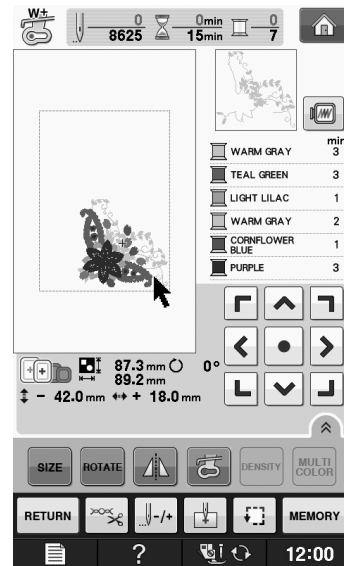 W+
0 0min 0
8625 15min 7
min
WARM GRAY 3
TEAL GREEN 3
LIGHT LILAC 1
WARM GRAY 2
CORNFLOWER
BLUE 1
PURPLE 3
87.3 mm 0°
89.2 mm
- 42.0 mm + 18.0 mm
SIZE ROTATE DENSITY MULTI
COLOR
RETURN -/+ MEMORY
? 12:00